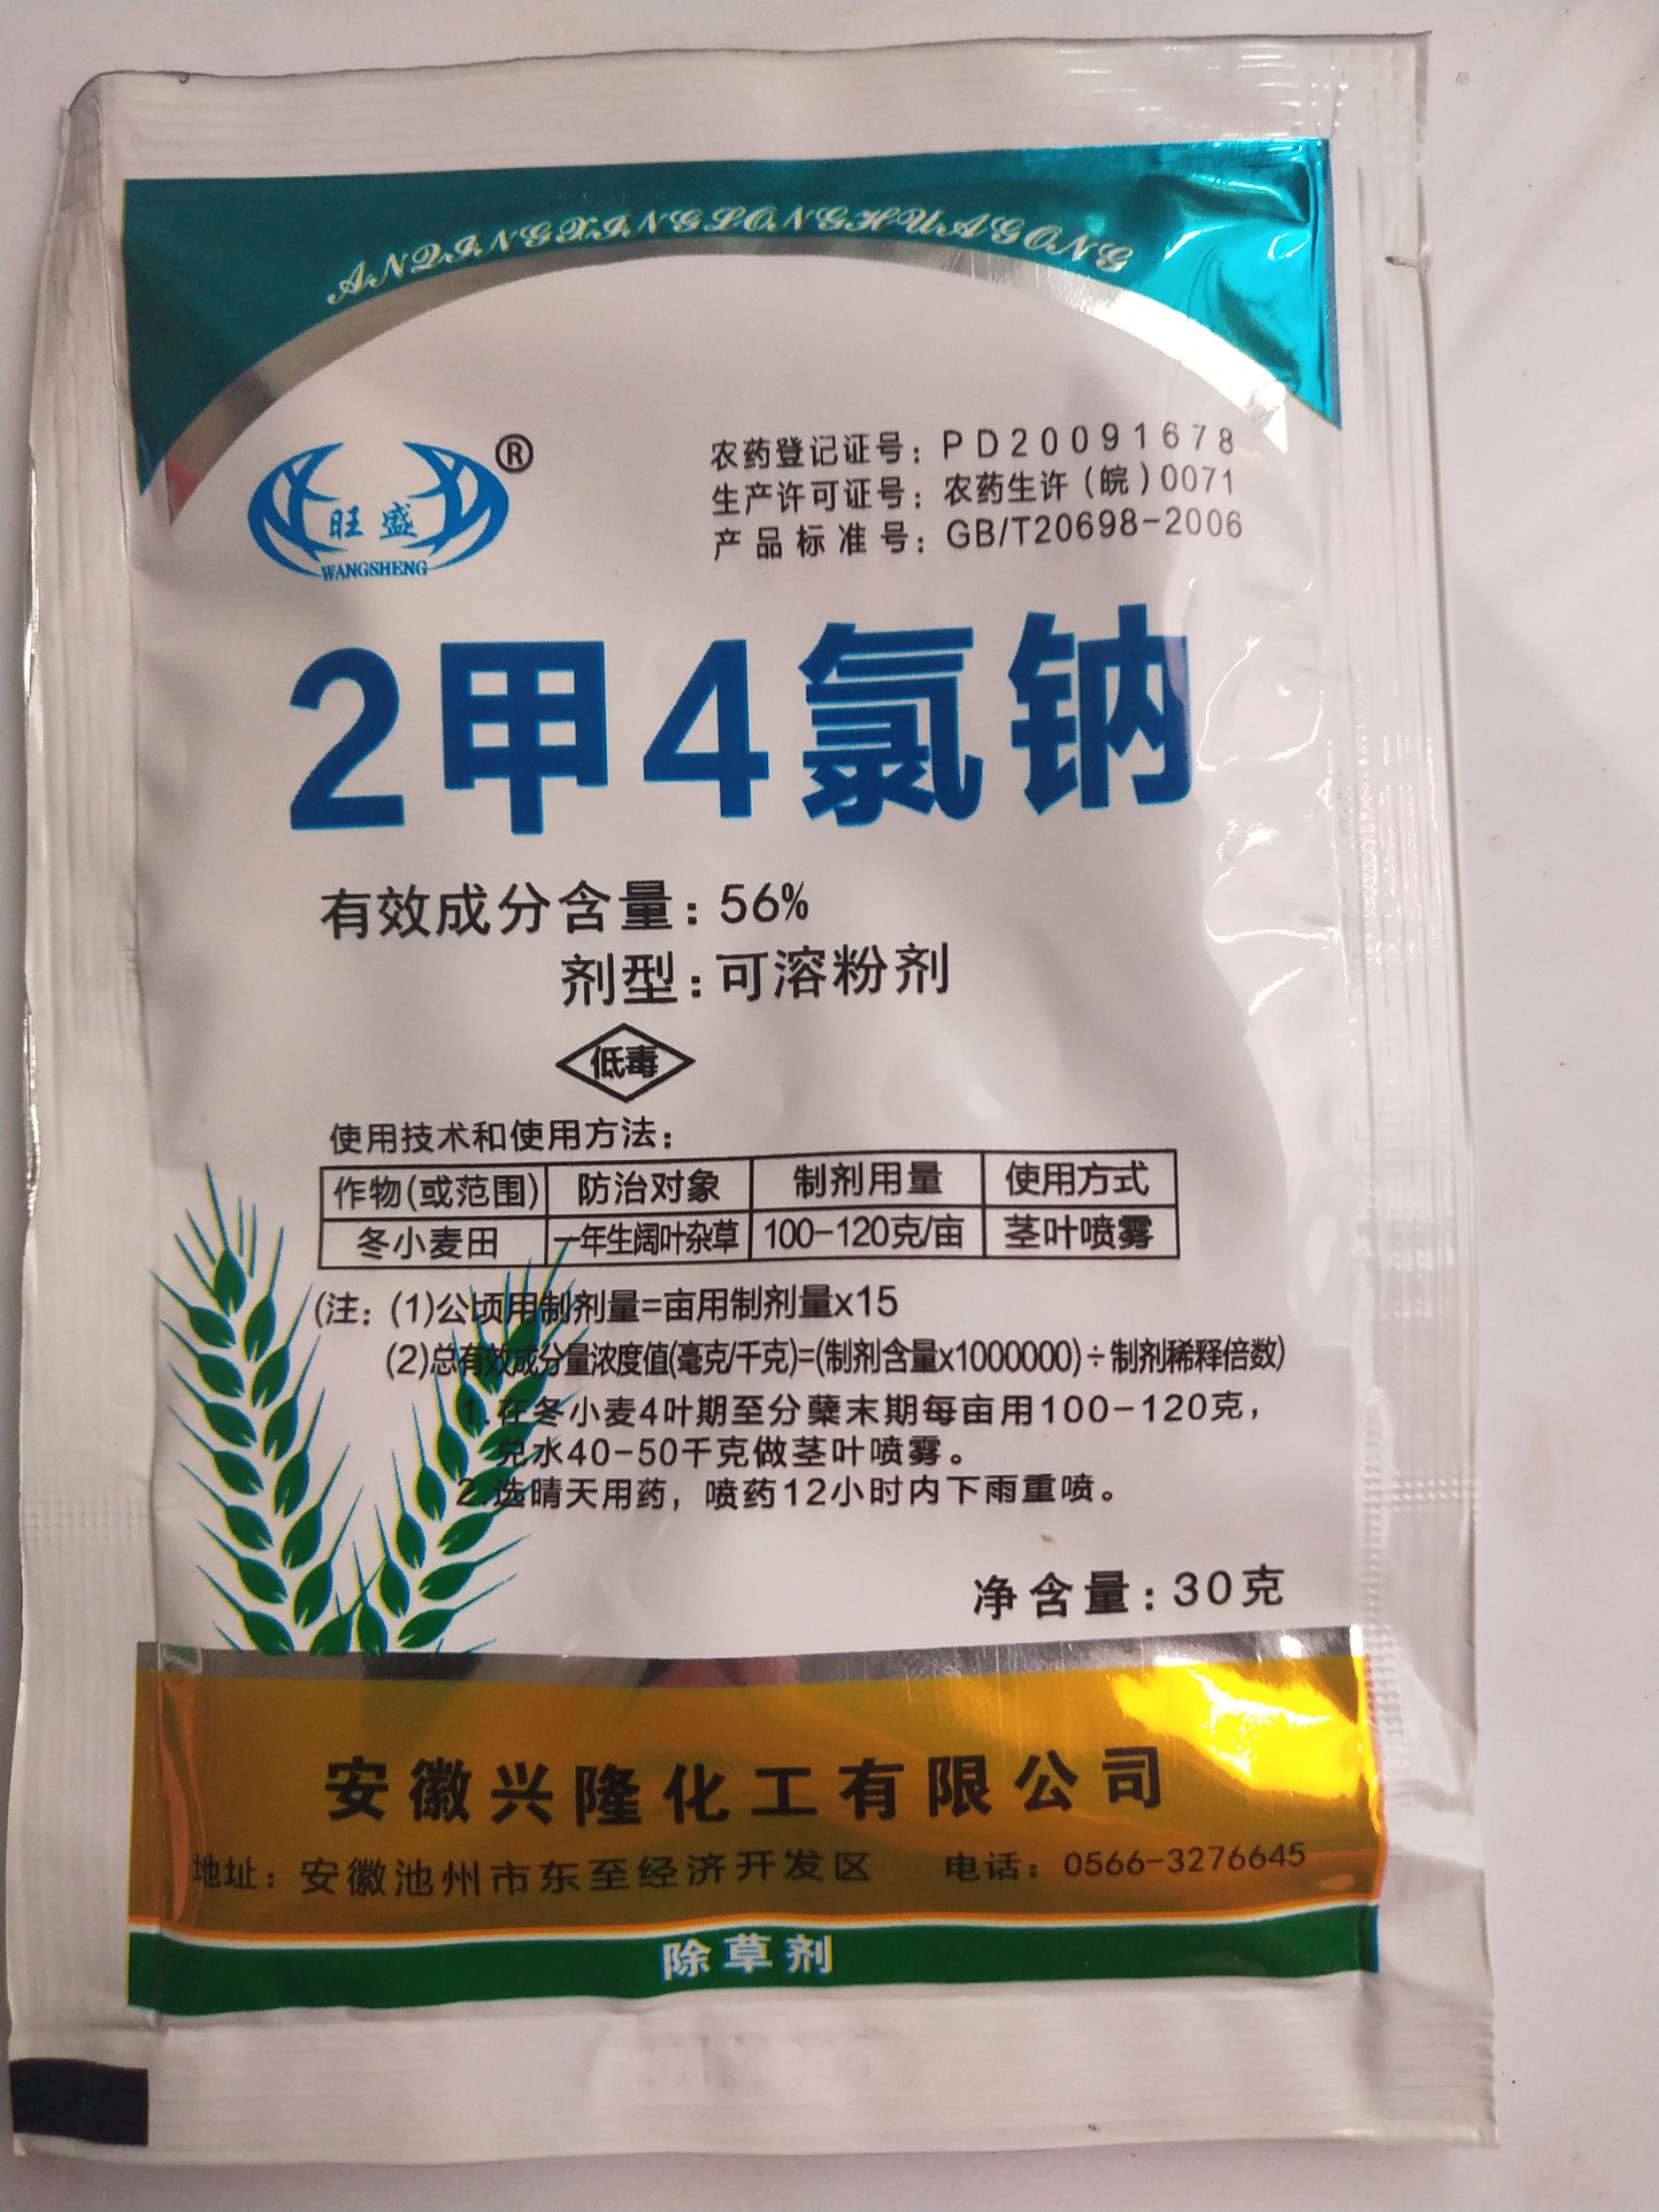 ANQINGXINGLONGHUAGONG
®
旺盛
WANGSHENG
农药登记证号：PD20091678
生产许可证号：农药生许（皖）0071
产品标准号：GB/T20698-2006
2甲4氯钠
有效成分含量：56%
剂型：可溶粉剂
低毒
使用技术和使用方法：
作物(或范围) 防治对象 制剂用量 使用方式
冬小麦田 一年生阔叶杂草 100-120克/亩 茎叶喷雾
(注：(1)公顷用制剂量=亩用制剂量x15
(2)总有效成分量浓度值(毫克/千克)=(制剂含量x1000000)÷制剂稀释倍数)
1.在冬小麦4叶期至分蘖末期每亩用100-120克，
兑水40-50千克做茎叶喷雾。
2.选晴天用药，喷药12小时内下雨重喷。
净含量：30克
安徽兴隆化工有限公司
地址：安徽池州市东至经济开发区 电话：0566-3276645
除草剂